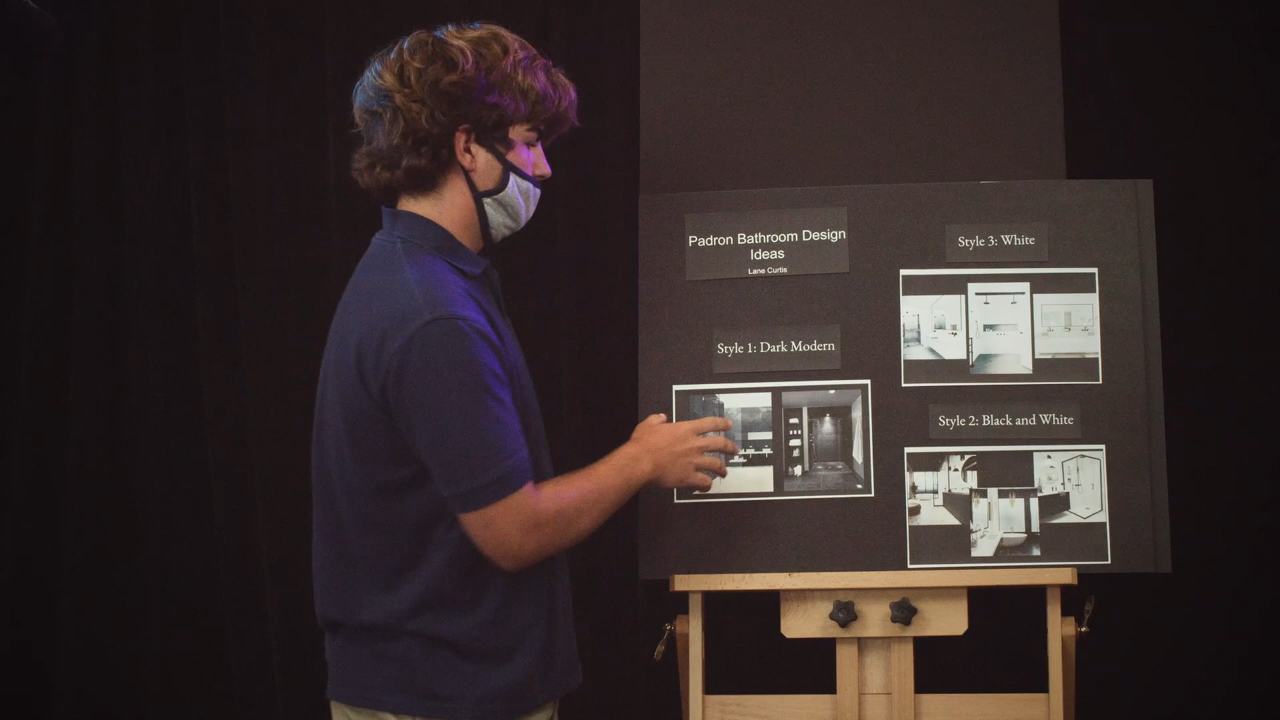 Padron Bathroom Design
Ideas
Lane Curtis
Style 1: Dark Modern
Style 3: White
Style 2: Black and White